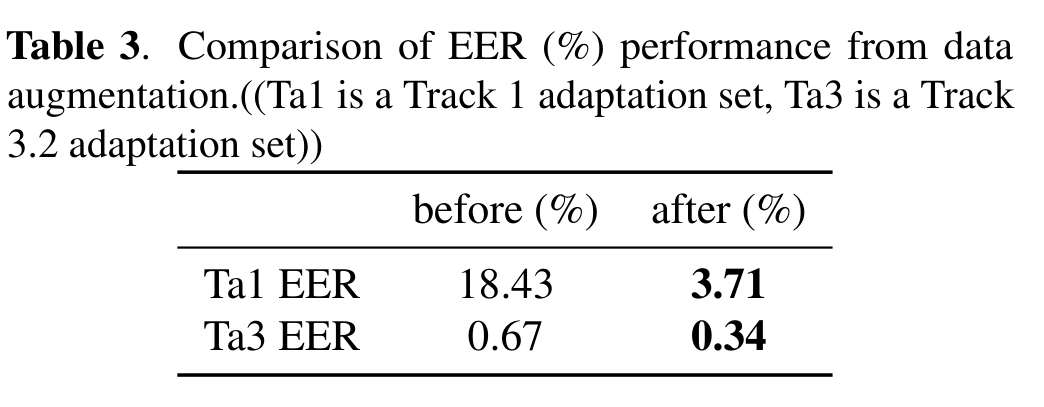 Table 3. Comparison of EER (%) performance from data
augmentation.((Ta1 is a Track 1 adaptation set, Ta3 is a Track
3.2 adaptation set))
before (%) after (%)
Ta1 EER 18.43 3.71
Ta3 EER 0.67 0.34